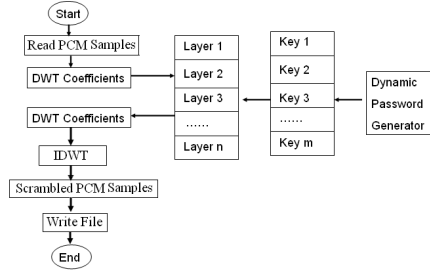 Start
Read PCM Samples
DWT Coefficients
DWT Coefficients
IDWT
Scrambled PCM Samples
Write File
End
Layer 1
Layer 2
Layer 3
......
Layer n
Key 1
Key 2
Key 3
......
Key m
Dynamic
Password
Generator